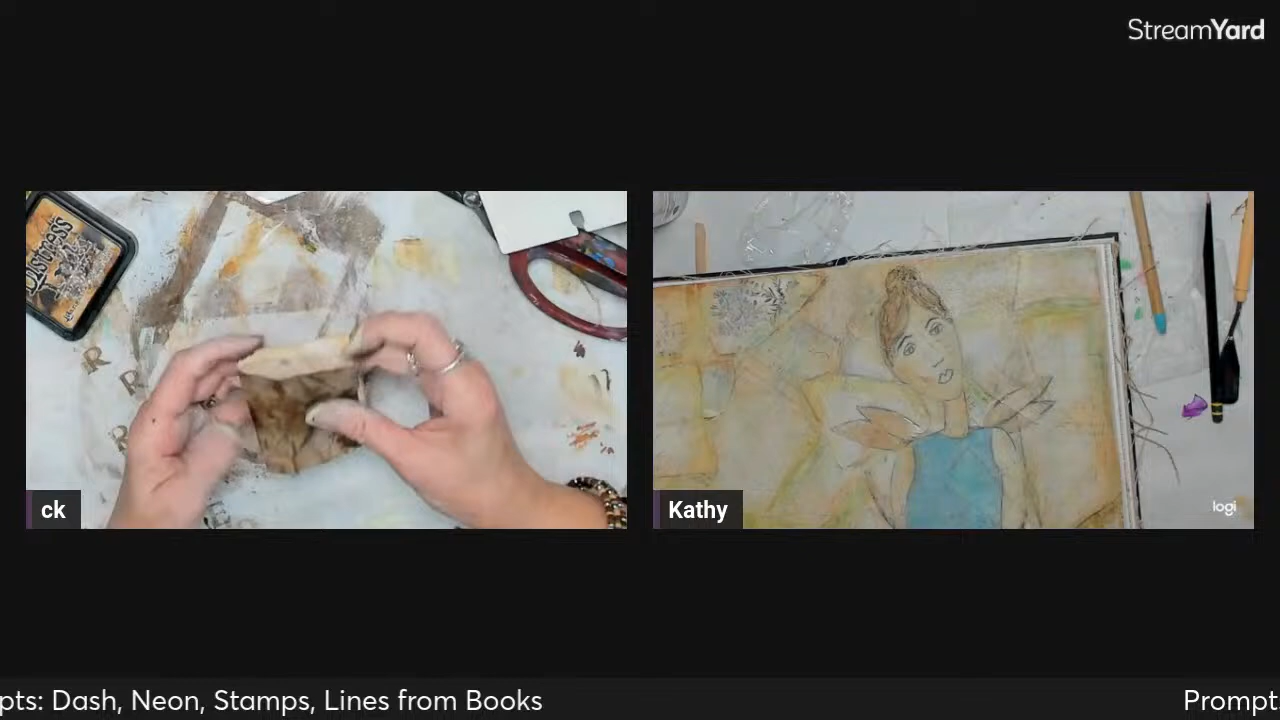 StreamYard
Distress
R
R
R
ck
Kathy
logi
pts: Dash, Neon, Stamps, Lines from Books
Prompt